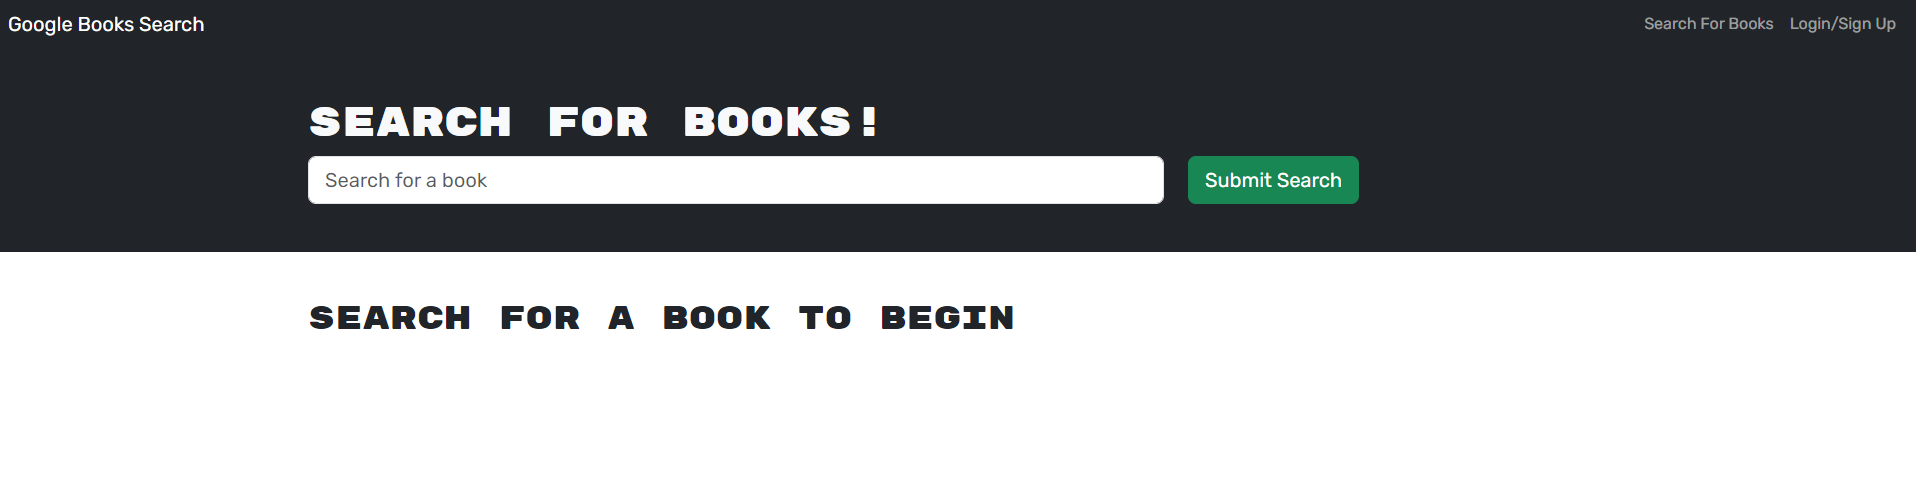 Google Books Search
Search For Books
Login/Sign Up
SEARCH FOR BOOKS!
Search for a book
Submit Search
SEARCH FOR A BOOK TO BEGIN